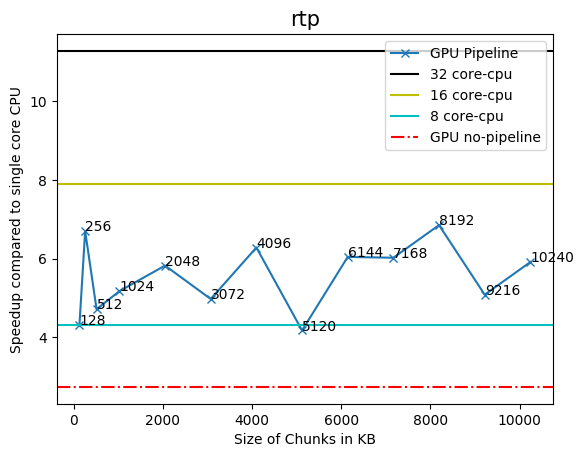 rtp
Speedup compared to single core CPU
10
8
6
4
GPU Pipeline
32 core-cpu
16 core-cpu
8 core-cpu
GPU no-pipeline
128
256
512
1024
2048
3072
4096
5120
6144
7168
8192
9216
10240
0
2000
4000
6000
8000
10000
Size of Chunks in KB